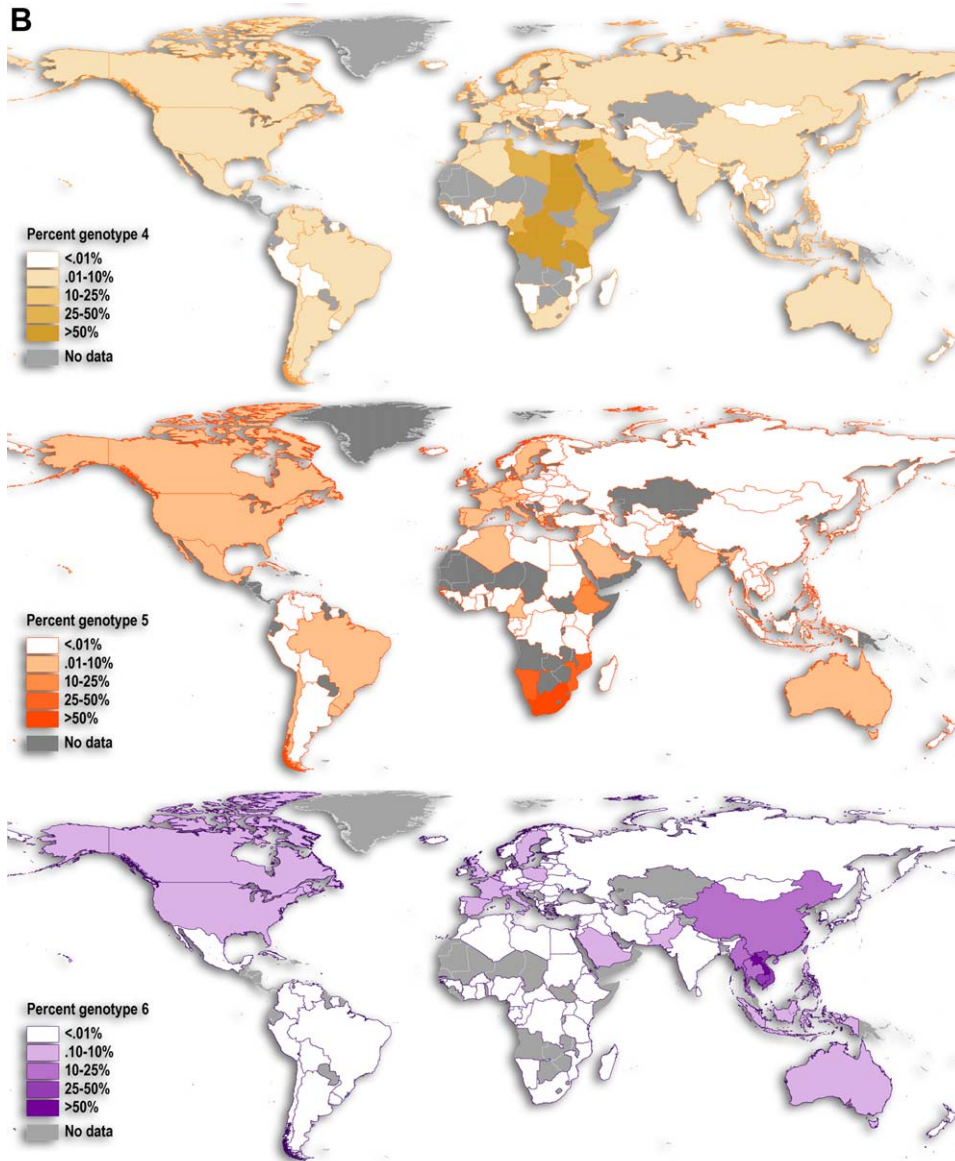 B
Percent genotype 4
<.01%
.01-10%
10-25%
25-50%
>50%
No data
Percent genotype 5
<.01%
.01-10%
10-25%
25-50%
>50%
No data
Percent genotype 6
<.01%
.10-10%
10-25%
25-50%
>50%
No data